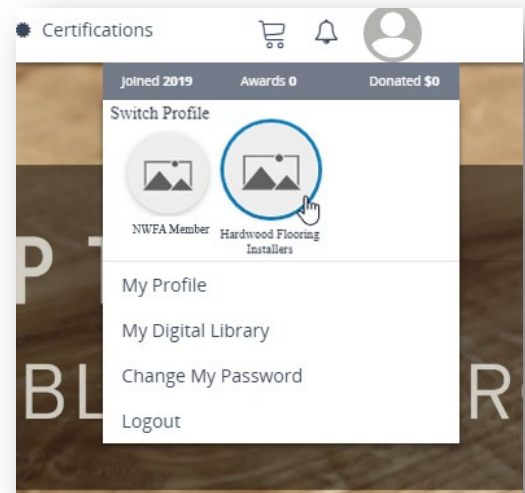 Certifications
Joined 2019 Awards 0 Donated $0
Switch Profile
NWFA Member
Hardwood Flooring
Installers
My Profile
My Digital Library
Change My Password
Logout
P T
BL
R